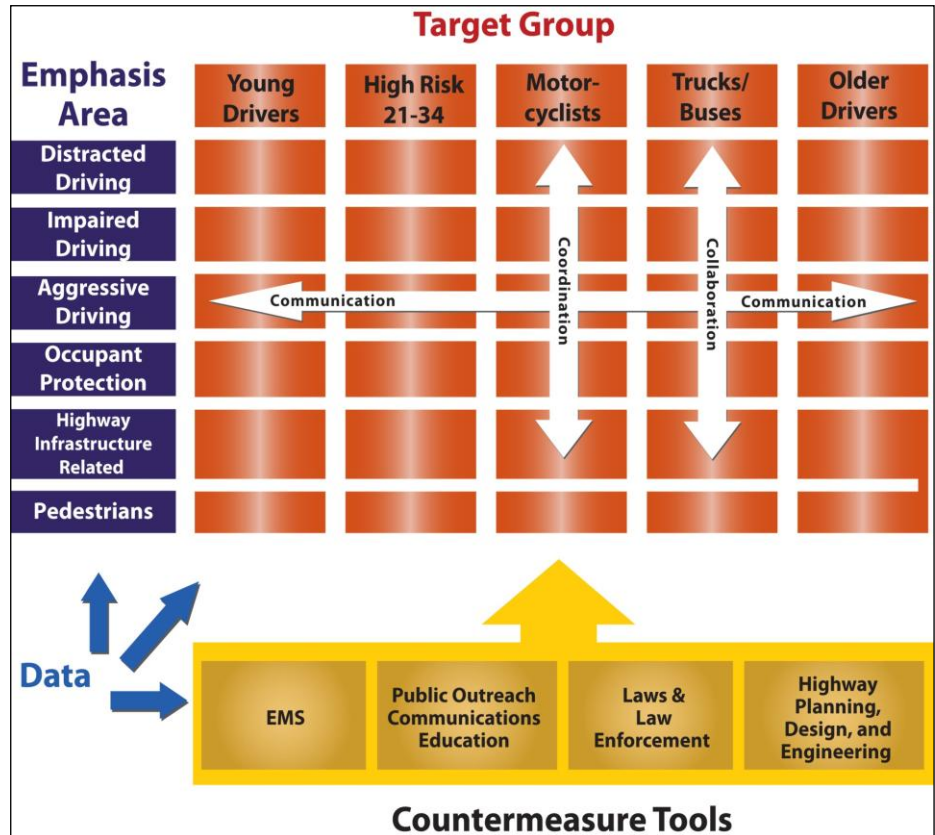 Target Group
Emphasis
Area
Young
Drivers
High Risk
21-34
Motor-
cyclists
Trucks/
Buses
Older
Drivers
Distracted
Driving
Impaired
Driving
Aggressive
Driving
Occupant
Protection
Highway
Infrastructure
Related
Pedestrians
Coordination
Collaboration
Communication
Communication
Data
EMS
Public Outreach
Communications
Education
Laws &
Law
Enforcement
Highway
Planning,
Design, and
Engineering
Countermeasure Tools